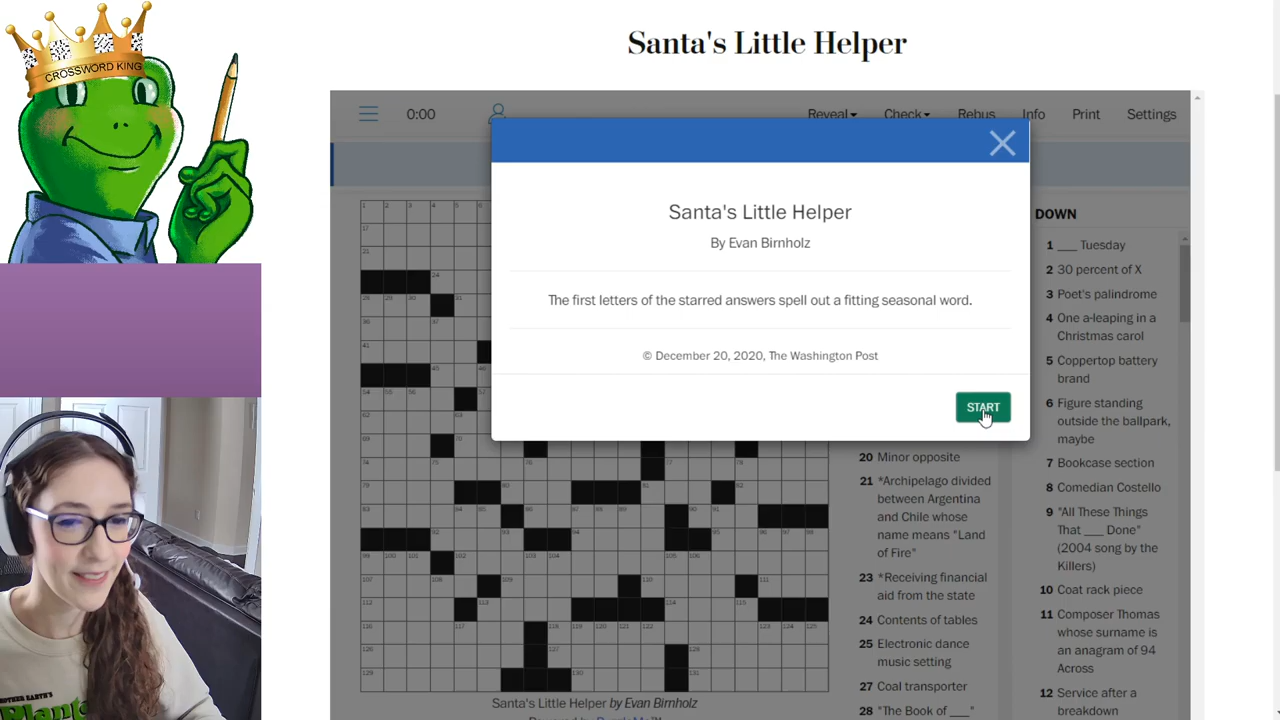 CROSSWORD KING
Santa's Little Helper
0:00
Reveal
Check
Rebus
Info
Print
Settings
Santa's Little Helper
By Evan Birnholz
The first letters of the starred answers spell out a fitting seasonal word.
© December 20, 2020, The Washington Post
START
20 Minor opposite
21 *Archipelago divided
between Argentina
and Chile whose
name means "Land
of Fire"
23 *Receiving financial
aid from the state
24 Contents of tables
25 Electronic dance
music setting
27 Coal transporter
28 "The Book of ___"
DOWN
1 ___ Tuesday
2 30 percent of X
3 Poet's palindrome
4 One a-leaping in a
Christmas carol
5 Coppertop battery
brand
6 Figure standing
outside the ballpark,
maybe
7 Bookcase section
8 Comedian Costello
9 "All These Things
That ___ Done"
(2004 song by the
Killers)
10 Coat rack piece
11 Composer Thomas
whose surname is
an anagram of 94
Across
12 Service after a
breakdown
Santa's Little Helper by Evan Birnholz